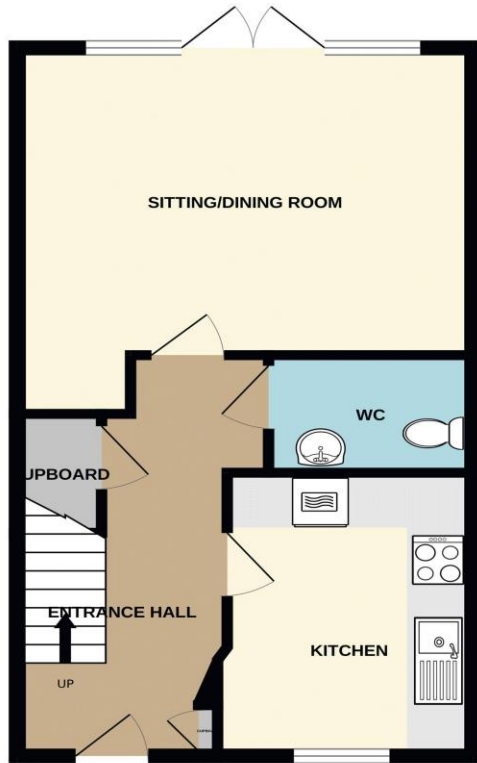 SITTING/DINING ROOM
WC
UPBOARD
ENTRANCE HALL
KITCHEN
UP